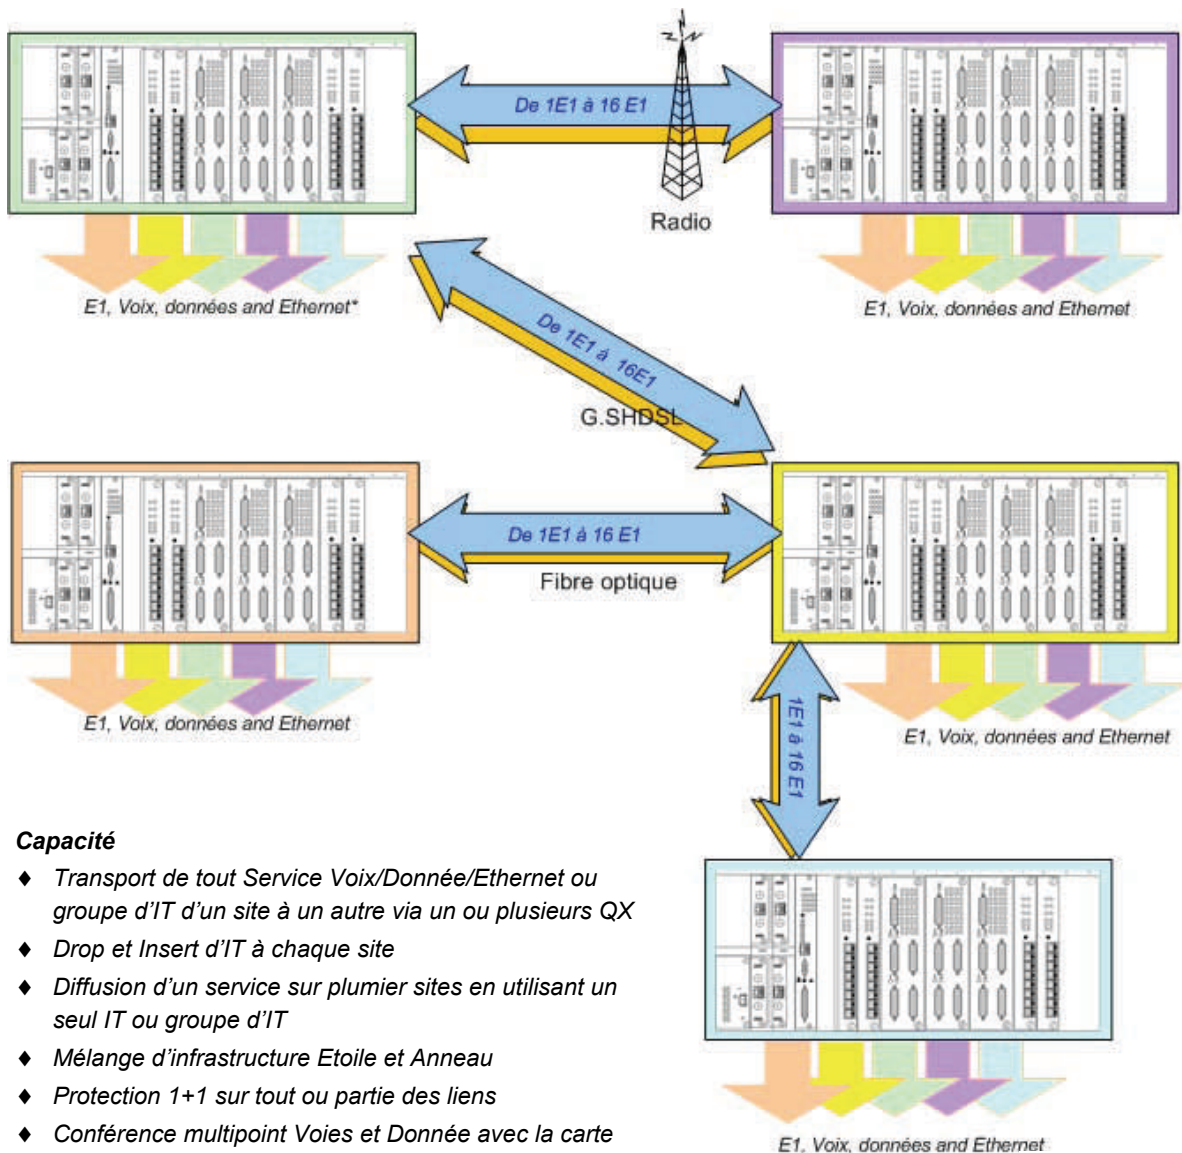 De 1E1 à 16 E1
Radio
E1, Voix, données and Ethernet*
E1, Voix, données and Ethernet
De 1E1 á 16E1
G.SHDSL
De 1E1 à 16 E1
Fibre optique
E1, Voix, données and Ethernet
E1, Voix, données and Ethernet
1E1 à 16 E1
Capacité
♦ Transport de tout Service Voix/Donnée/Ethernet ou
groupe d'IT d'un site à un autre via un ou plusieurs QX
♦ Drop et Insert d'IT à chaque site
♦ Diffusion d'un service sur plumier sites en utilisant un
seul IT ou groupe d'IT
♦ Mélange d'infrastructure Etoile et Anneau
♦ Protection 1+1 sur tout ou partie des liens
♦ Conférence multipoint Voies et Donnée avec la carte
E1, Voix, données and Ethernet